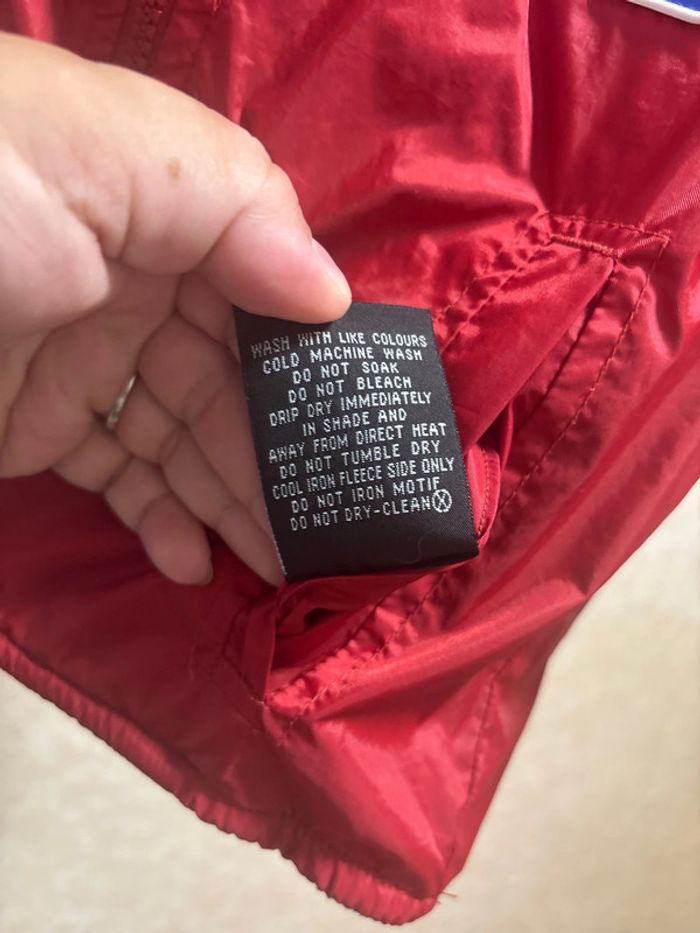 WASH WITH LIKE COLOURS
COLD MACHINE WASH
DO NOT SOAK
DO NOT BLEACH
DRIP DRY IMMEDIATELY
IN SHADE AND
AWAY FROM DIRECT HEAT
DO NOT TUMBLE DRY
COOL IRON FLEECE SIDE ONLY
DO NOT IRON MOTIF
DO NOT DRY-CLEAN